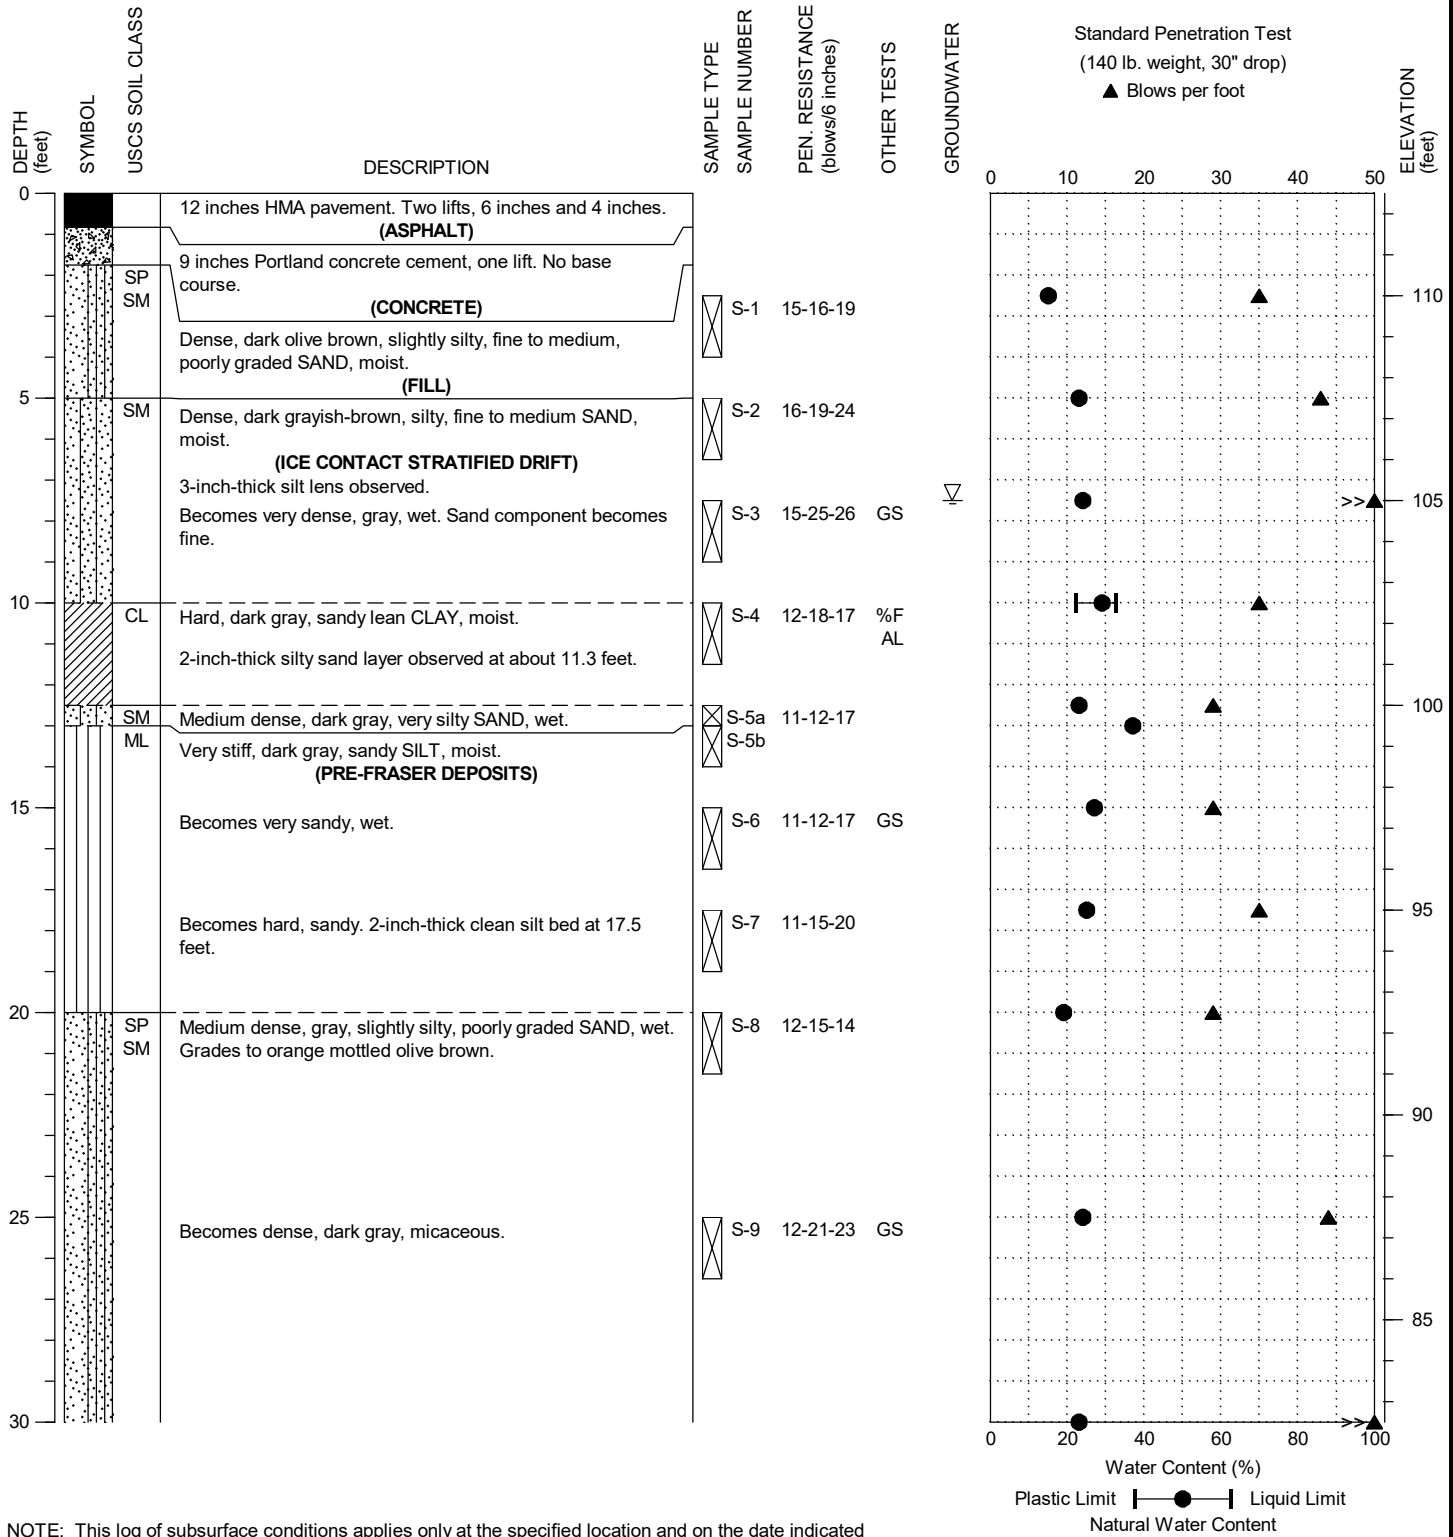 DEPTH
(feet)
SYMBOL
USCS SOIL CLASS
DESCRIPTION
SAMPLE TYPE
SAMPLE NUMBER
PEN. RESISTANCE
(blows/6 inches)
OTHER TESTS
GROUNDWATER
Standard Penetration Test
(140 lb. weight, 30" drop)
▲ Blows per foot
ELEVATION
(feet)
0 10 20 30 40 50
0
12 inches HMA pavement. Two lifts, 6 inches and 4 inches.
(ASPHALT)
9 inches Portland concrete cement, one lift. No base
course.
(CONCRETE)
SP
SM
S-1 15-16-19
110
Dense, dark olive brown, slightly silty, fine to medium,
poorly graded SAND, moist.
(FILL)
5
SM
Dense, dark grayish-brown, silty, fine to medium SAND,
moist.
S-2 16-19-24
(ICE CONTACT STRATIFIED DRIFT)
3-inch-thick silt lens observed.
Becomes very dense, gray, wet. Sand component becomes
fine.
S-3 15-25-26 GS
>>
105
10
CL
Hard, dark gray, sandy lean CLAY, moist.
S-4 12-18-17 %F
AL
2-inch-thick silty sand layer observed at about 11.3 feet.
SM
Medium dense, dark gray, very silty SAND, wet.
S-5a 11-12-17
100
ML
S-5b
Very stiff, dark gray, sandy SILT, moist.
(PRE-FRASER DEPOSITS)
15
Becomes very sandy, wet.
S-6 11-12-17 GS
Becomes hard, sandy. 2-inch-thick clean silt bed at 17.5
feet.
S-7 11-15-20
95
20
SP
SM
Medium dense, gray, slightly silty, poorly graded SAND, wet.
Grades to orange mottled olive brown.
S-8 12-15-14
90
25
Becomes dense, dark gray, micaceous.
S-9 12-21-23 GS
85
30
>>
0 20 40 60 80 100
Water Content (%)
Plastic Limit Liquid Limit
Natural Water Content
NOTE: This log of subsurface conditions applies only at the specified location and on the date indicated